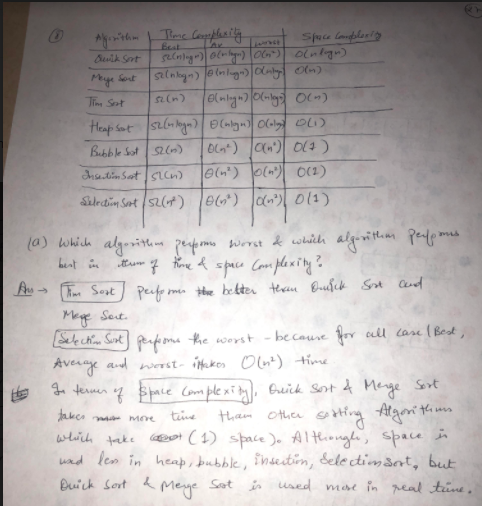 ① Algorithm | Time Complexity | Space Complexity
Best | Av | Worst
Quick Sort | Ω(nlogn) | θ(nlogn) | O(n²) | O(nlogn)
Merge Sort | Ω(nlogn) | θ(nlogn) | O(nlogn) | O(n)
Tim Sort | Ω(n) | θ(nlogn) | O(nlogn) | O(n)
Heap Sort | Ω(nlogn) | θ(nlogn) | O(nlogn) | O(1)
Bubble Sort | Ω(n) | θ(n²) | O(n²) | O(1)
Insertion Sort | Ω(n) | θ(n²) | O(n²) | O(1)
Selection Sort | Ω(n²) | θ(n²) | O(n²) | O(1)
(a) Which algorithm performs worst & which algorithm performs
best in term of time & space complexity?
Ans → Tim Sort perform better than Quick Sort and
Merge Sort.
Selection Sort performs the worst - because for all case (Best,
Average and worst- it takes O(n²) time
In terms of Space Complexity, Quick Sort & Merge Sort
takes more time than other sorting Algorithms
which take (1) space). Although, space is
used less in heap, bubble, insertion, Selection Sort, but
Quick Sort & Merge Sort is used more in real time.